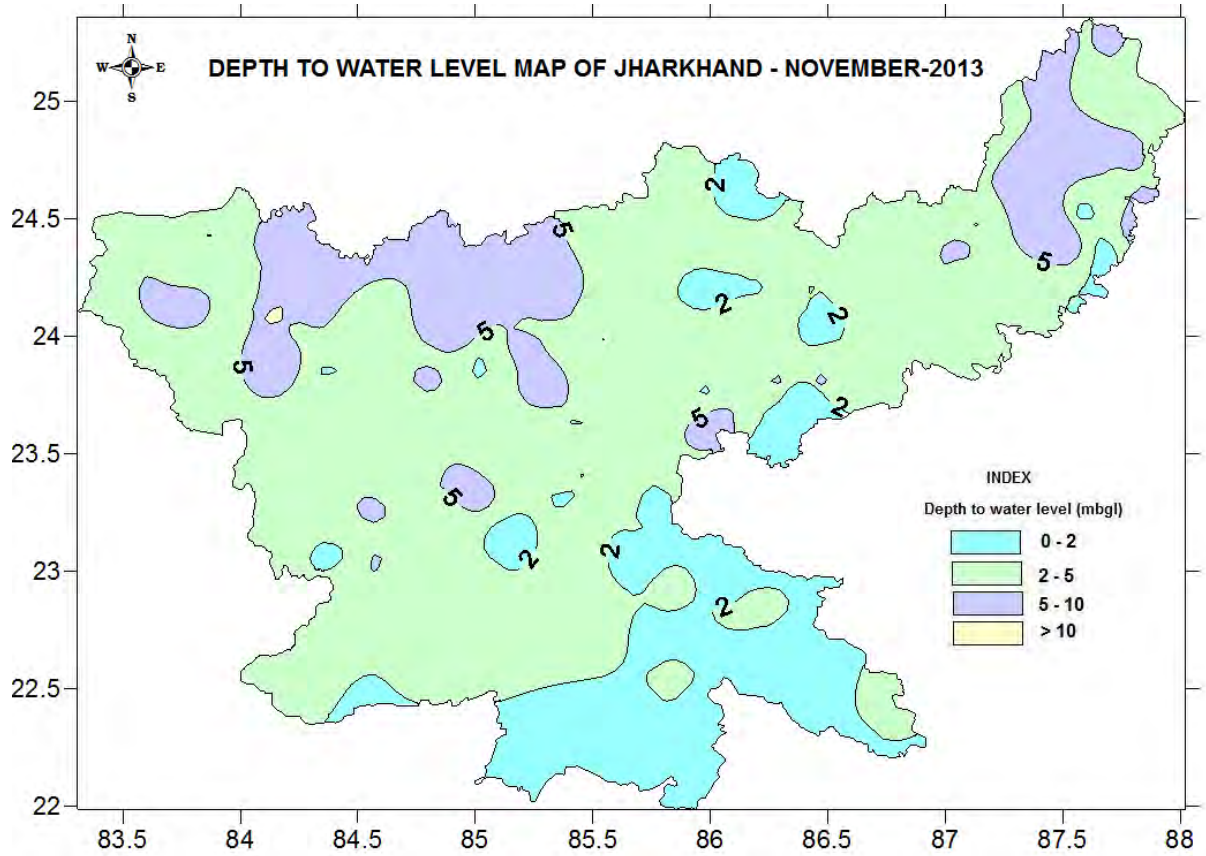 N
W E
S
DEPTH TO WATER LEVEL MAP OF JHARKHAND - NOVEMBER-2013
25
24.5
24
23.5
23
22.5
22
2
5
5
2
2
5
5
2
5
5
2
2
2
INDEX
Depth to water level (mbgl)
0 - 2
2 - 5
5 - 10
> 10
83.5 84 84.5 85 85.5 86 86.5 87 87.5 88